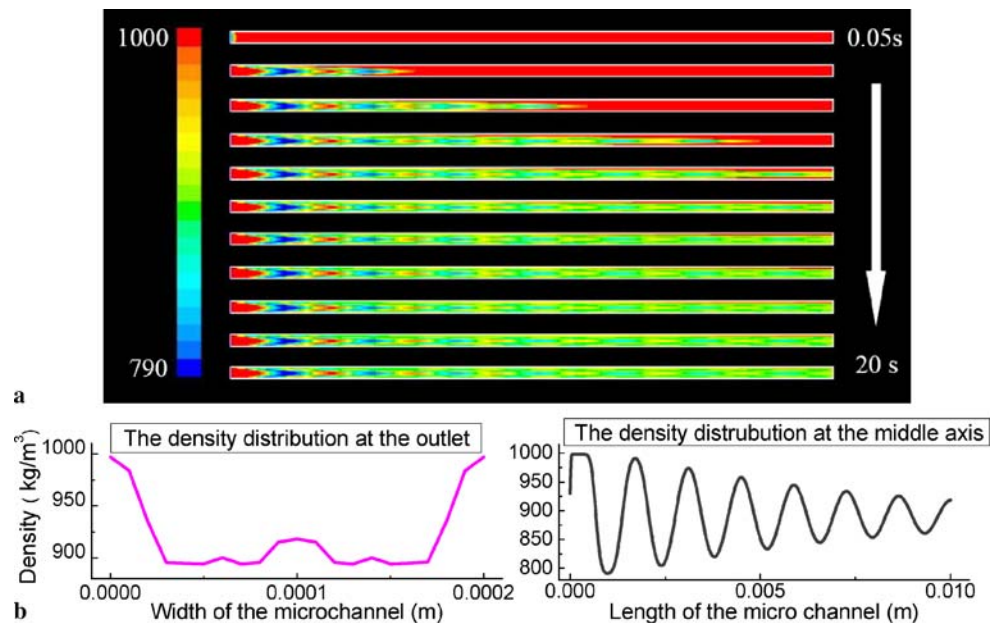 1000
0.05s
790
20 s
a
The density distribution at the outlet
1000
950
900
Density ( kg/m³)
0.0000
0.0001
0.0002
Width of the microchannel (m)
The density distrubution at the middle axis
1000
950
900
850
800
0.000
0.005
0.010
Length of the micro channel (m)
b